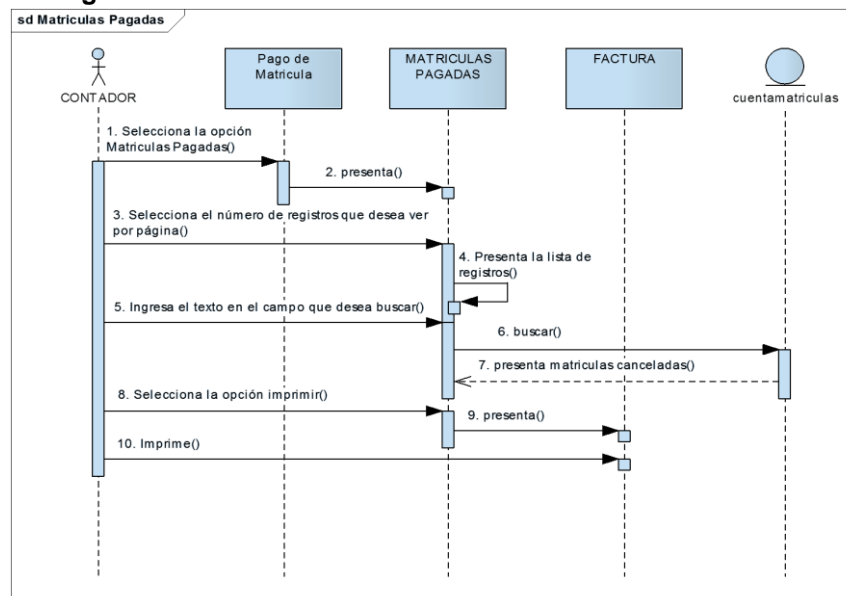 sd Matriculas Pagadas
CONTADOR
Pago de
Matricula
MATRICULAS
PAGADAS
FACTURA
cuentamatriculas
1. Selecciona la opción
Matriculas Pagadas()
2. presenta()
3. Selecciona el número de registros que desea ver
por página()
4. Presenta la lista de
registros()
5. Ingresa el texto en el campo que desea buscar()
6. buscar()
7. presenta matriculas canceladas()
8. Selecciona la opción imprimir()
9. presenta()
10. Imprime()